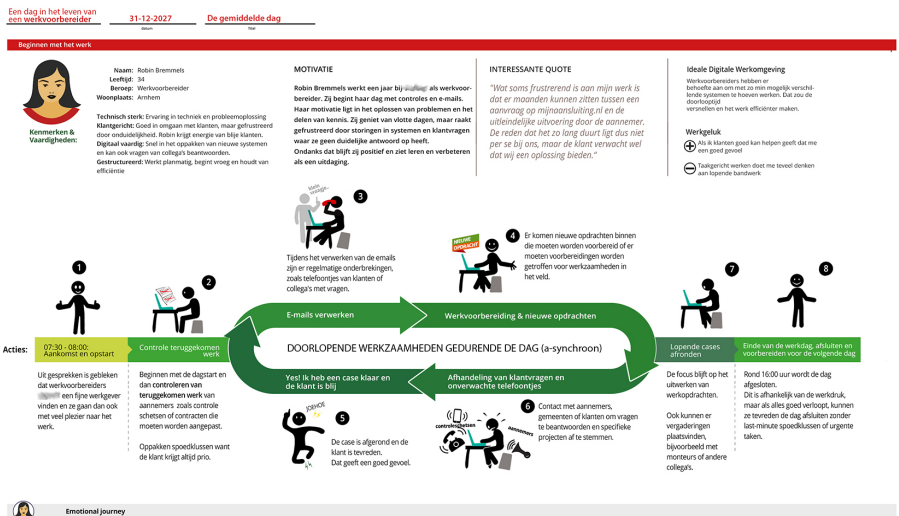 Een dag in het leven van
een werkvoorbereider
31-12-2027
datum
De gemiddelde dag
Titel
Beginnen met het werk
Kenmerken &
Vaardigheden:
Naam: Robin Bremmels
Leeftijd: 34
Beroep: Werkvoorbereider
Woonplaats: Arnhem
Technisch sterk: Ervaring in techniek en probleemoplossing
Klantgericht: Goed in omgaan met klanten, maar gefrustreerd
door onduidelijkheid. Robin krijgt energie van blije klanten.
Digitaal vaardig: Snel in het oppakken van nieuwe systemen
en kan ook vragen van collega's beantwoorden.
Gestructureerd: Werkt planmatig, begint vroeg en houdt van
efficiëntie
MOTIVATIE
Robin Bremmels werkt een jaar bij als werkvoor-
bereider. Zij begint haar dag met controles en e-mails.
Haar motivatie ligt in het oplossen van problemen en het
delen van kennis. Zij geniet van vlotte dagen, maar raakt
gefrustreerd door storingen in systemen en klantvragen
waar ze geen duidelijke antwoord op heeft.
Ondanks dat blijft zij positief en ziet leren en verbeteren
als een uitdaging.
INTERESSANTE QUOTE
"Wat soms frustrerend is aan mijn werk is
dat er maanden kunnen zitten tussen een
aanvraag op mijnaansluiting.nl en de
uitleindelijke uitvoering door de aannemer.
De reden dat het zo lang duurt ligt dus niet
per se bij ons, maar de klant verwacht wel
dat wij een oplossing bieden."
Ideale Digitale Werkomgeving
Werkvoorbereiders hebben er
behoefte aan om met zo min mogelijk verschil-
lende systemen te hoeven werken. Dat zou de
doorlooptijd
versnellen en het werk efficiënter maken.
Werkgeluk
Als ik klanten goed kan helpen geeft dat me
een goed gevoel
Taakgericht werken doet me teveel denken
aan lopende bandwerk
1
2
klein
vraagje..
3
Tijdens het verwerken van de emails
zijn er regelmatige onderbrekingen,
zoals telefoontjes van klanten of
collega's met vragen.
NIEUWE
OPDRACHT
4
Er komen nieuwe opdrachten binnen
die moeten worden voorbereid of er
moeten voorbereidingen worden
getroffen voor werkzaamheden in
het veld.
7
8
Acties:
07:30 - 08:00:
Aankomst en opstart
Controle teruggekomen
werk
E-mails verwerken
Werkvoorbereiding & nieuwe opdrachten
DOORLOPENDE WERKZAAMHEDEN GEDURENDE DE DAG (a-synchroon)
Yes! Ik heb een case klaar en
de klant is blij
Afhandeling van klantvragen en
onverwachte telefoontjes
Lopende cases
afronden
Einde van de werkdag, afsluiten en
voorbereiden voor de volgende dag
Uit gesprekken is gebleken
dat werkvoorbereiders
een fijne werkgever
vinden en ze gaan dan ook
met veel plezier naar het
werk.
Beginnen met de dagstart en
dan controleren van
teruggekomen werk van
aannemers zoals controle
schetsen of contracten die
moeten worden aangepast.
Oppakken spoedklussen want
de klant krijgt altijd prio.
JOEHOE
5
De case is afgerond en de
klant is tevreden.
Dat geeft een goed gevoel.
controleschetsen
aannemers
6
Contact met aannemers,
gemeenten of klanten om vragen
te beantwoorden en specifieke
projecten af te stemmen.
De focus blijft op het
uitwerken van
werkopdrachten.
Ook kunnen er
vergaderingen
plaatsvinden,
bijvoorbeeld met
monteurs of andere
collega's.
Rond 16:00 uur wordt de dag
afgesloten.
Dit is afhankelijk van de werkdruk,
maar als alles goed verloopt, kunnen
ze tevreden de dag afsluiten zonder
last-minute spoedklussen of urgente
taken.
Emotional journey